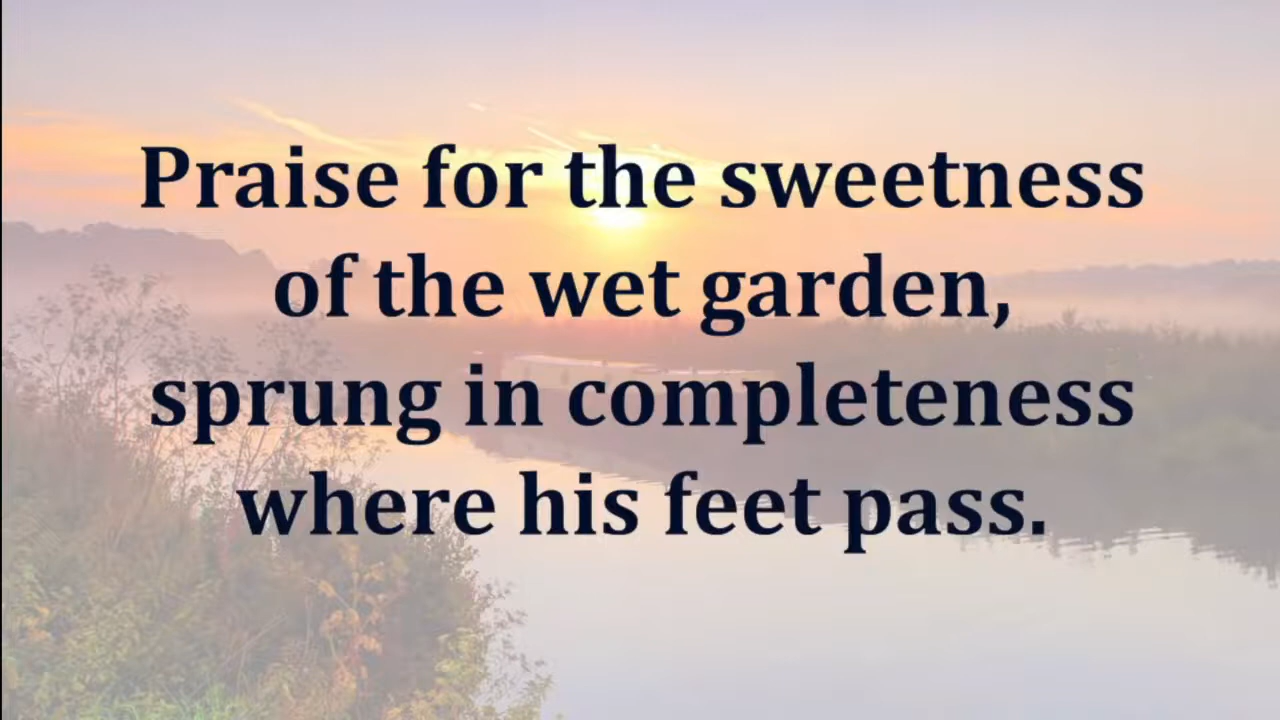 Praise for the sweetness
of the wet garden,
sprung in completeness
where his feet pass.